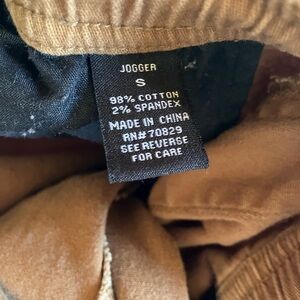 JOGGER
S
98% COTTON
2% SPANDEX
MADE IN CHINA
RN#70829
SEE REVERSE
FOR CARE